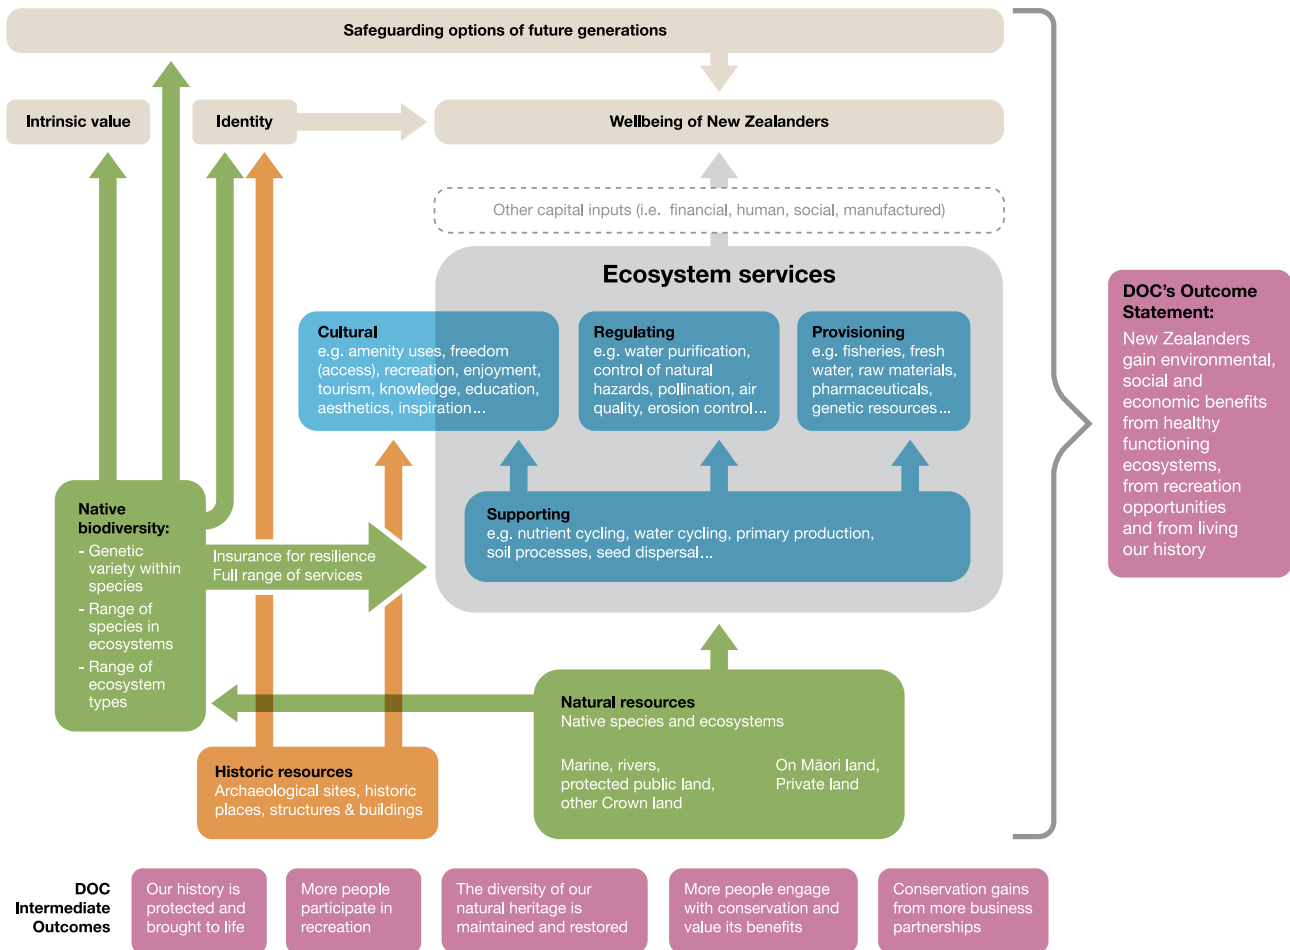 Safeguarding options of future generations
Intrinsic value
Identity
Wellbeing of New Zealanders
Other capital inputs (i.e. financial, human, social, manufactured)
Ecosystem services
Cultural
e.g. amenity uses, freedom
(access), recreation, enjoyment,
tourism, knowledge, education,
aesthetics, inspiration...
Regulating
e.g. water purification,
control of natural
hazards, pollination, air
quality, erosion control...
Provisioning
e.g. fisheries, fresh
water, raw materials,
pharmaceuticals,
genetic resources...
Supporting
e.g. nutrient cycling, water cycling, primary production,
soil processes, seed dispersal...
Native
biodiversity:
- Genetic
variety within
species
- Range of
species in
ecosystems
- Range of
ecosystem
types
Insurance for resilience
Full range of services
Natural resources
Native species and ecosystems
Marine, rivers,
protected public land,
other Crown land
On Māori land,
Private land
Historic resources
Archaeological sites, historic
places, structures & buildings
DOC's Outcome
Statement:
New Zealanders
gain environmental,
social and
economic benefits
from healthy
functioning
ecosystems,
from recreation
opportunities
and from living
our history
DOC
Intermediate
Outcomes
Our history is
protected and
brought to life
More people
participate in
recreation
The diversity of our
natural heritage is
maintained and restored
More people engage
with conservation and
value its benefits
Conservation gains
from more business
partnerships